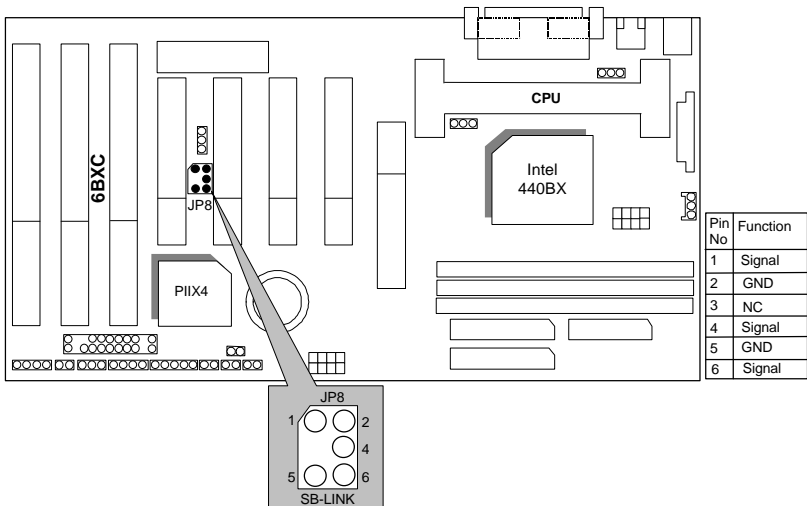 CPU
6BXC
Intel
440BX
JP8
PIIX4
Pin No Function
1 Signal
2 GND
3 NC
4 Signal
5 GND
6 Signal
JP8
1 2
4
5 6
SB-LINK